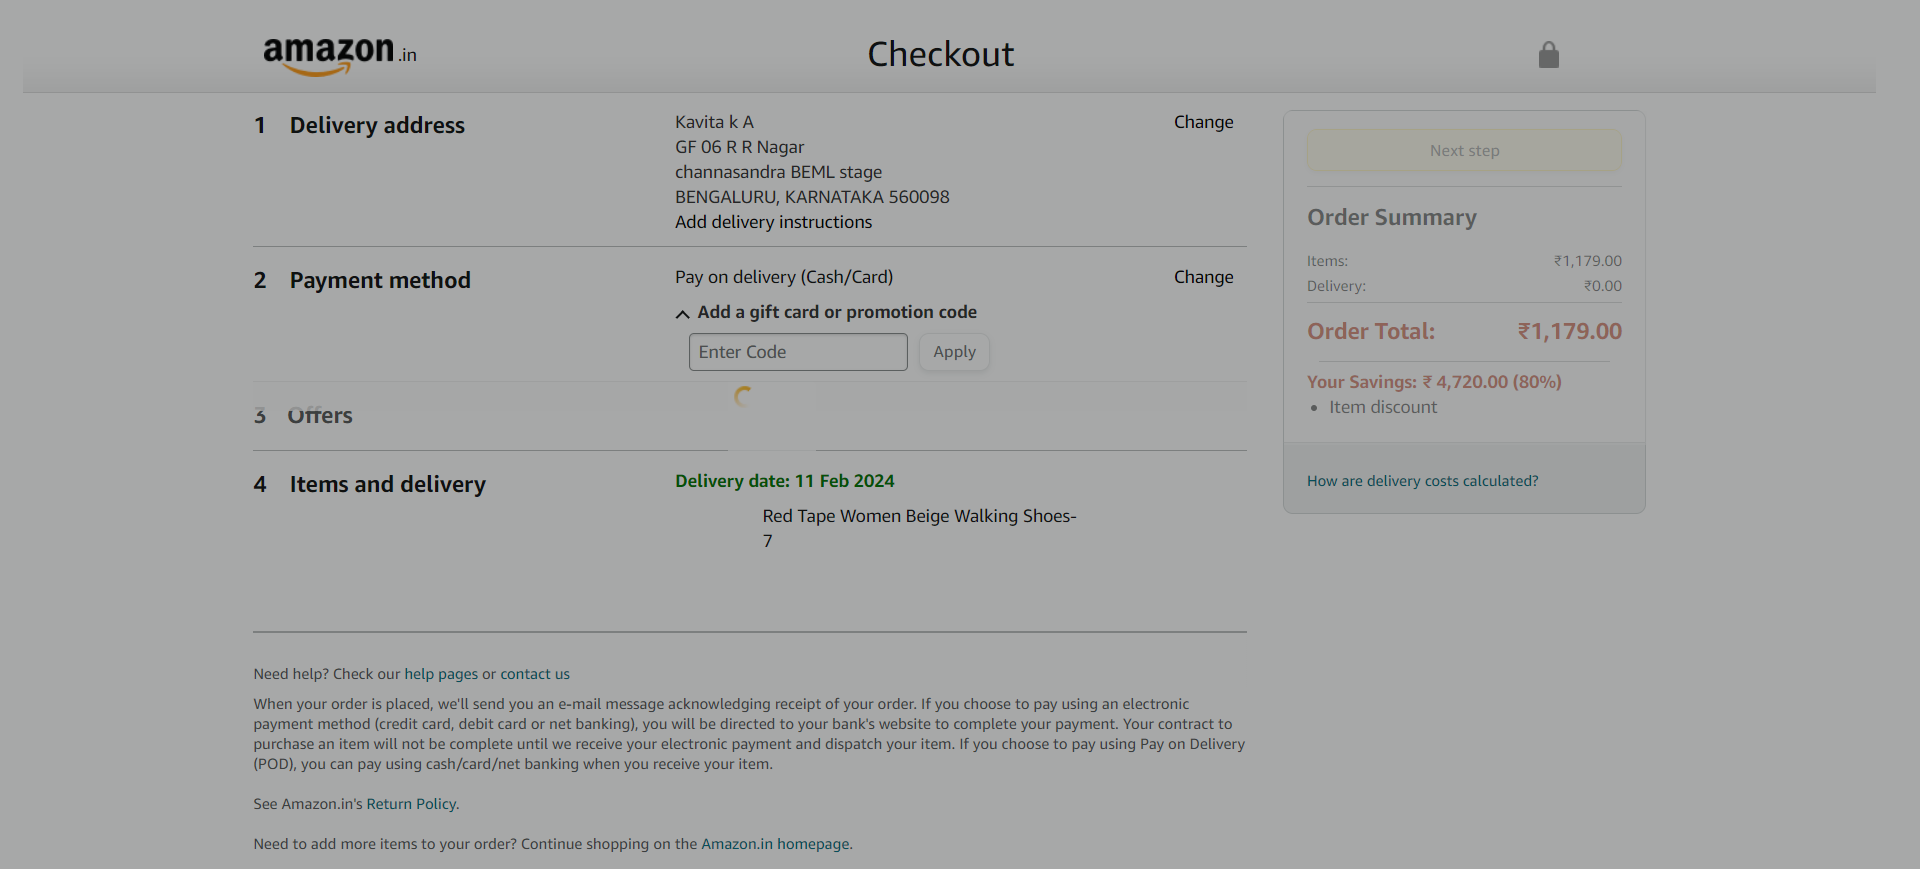 amazon.in
Checkout
1 Delivery address
Kavita k A
GF 06 R R Nagar
channasandra BEML stage
BENGALURU, KARNATAKA 560098
Add delivery instructions
Change
2 Payment method
Pay on delivery (Cash/Card)
Change
Add a gift card or promotion code
Enter Code
Apply
3 Offers
4 Items and delivery
Delivery date: 11 Feb 2024
Red Tape Women Beige Walking Shoes-
7
Next step
Order Summary
Items: ₹1,179.00
Delivery: ₹0.00
Order Total: ₹1,179.00
Your Savings: ₹ 4,720.00 (80%)
• Item discount
How are delivery costs calculated?
Need help? Check our help pages or contact us
When your order is placed, we'll send you an e-mail message acknowledging receipt of your order. If you choose to pay using an electronic
payment method (credit card, debit card or net banking), you will be directed to your bank's website to complete your payment. Your contract to
purchase an item will not be complete until we receive your electronic payment and dispatch your item. If you choose to pay using Pay on Delivery
(POD), you can pay using cash/card/net banking when you receive your item.
See Amazon.in's Return Policy.
Need to add more items to your order? Continue shopping on the Amazon.in homepage.